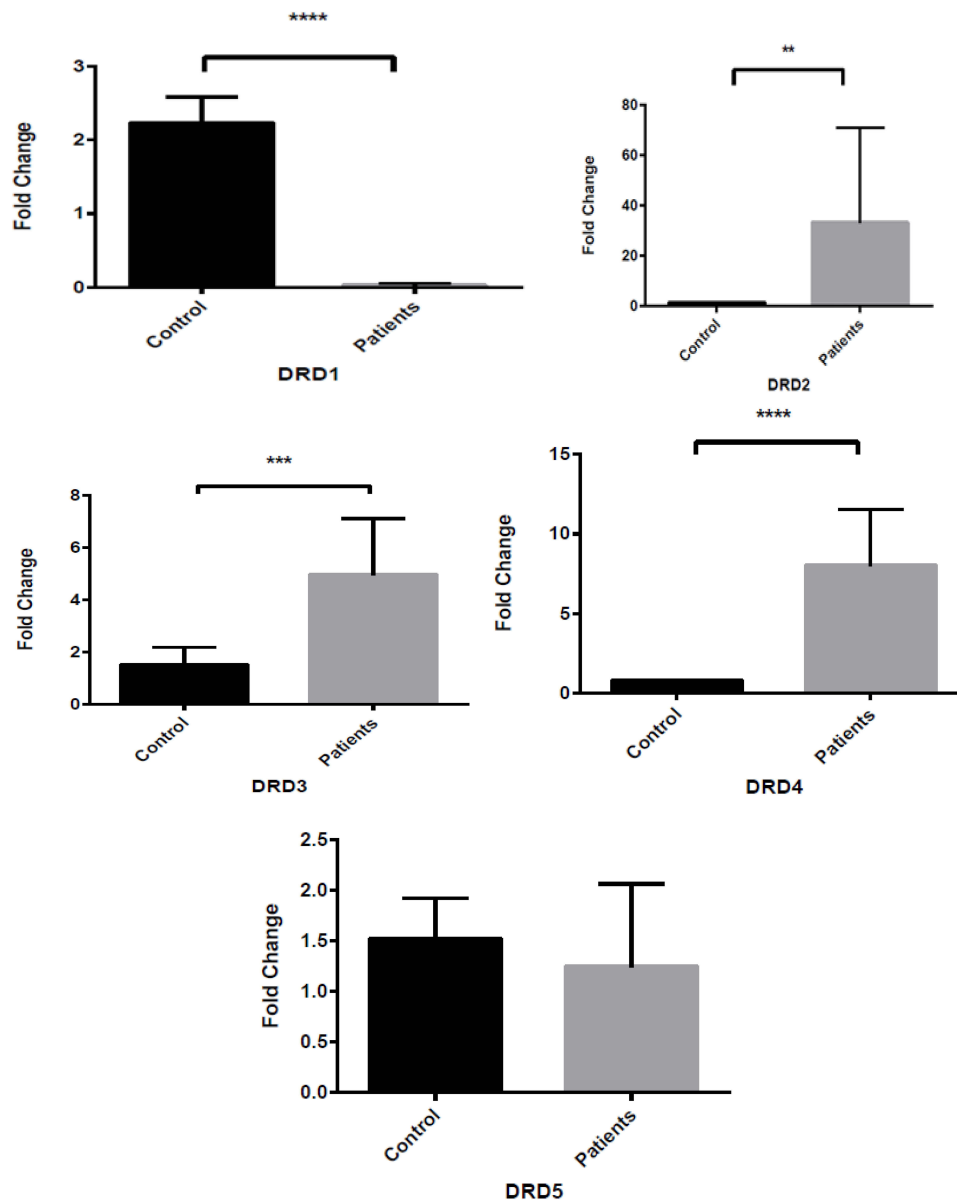 ****
3
2
1
0
Fold Change
Control
Patients
DRD1
**
80
60
40
20
0
Fold Change
Control
Patients
DRD2
***
8
6
4
2
0
Fold Change
Control
Patients
DRD3
****
15
10
5
0
Fold Change
Control
Patients
DRD4
2.5
2.0
1.5
1.0
0.5
0.0
Fold Change
Control
Patients
DRD5